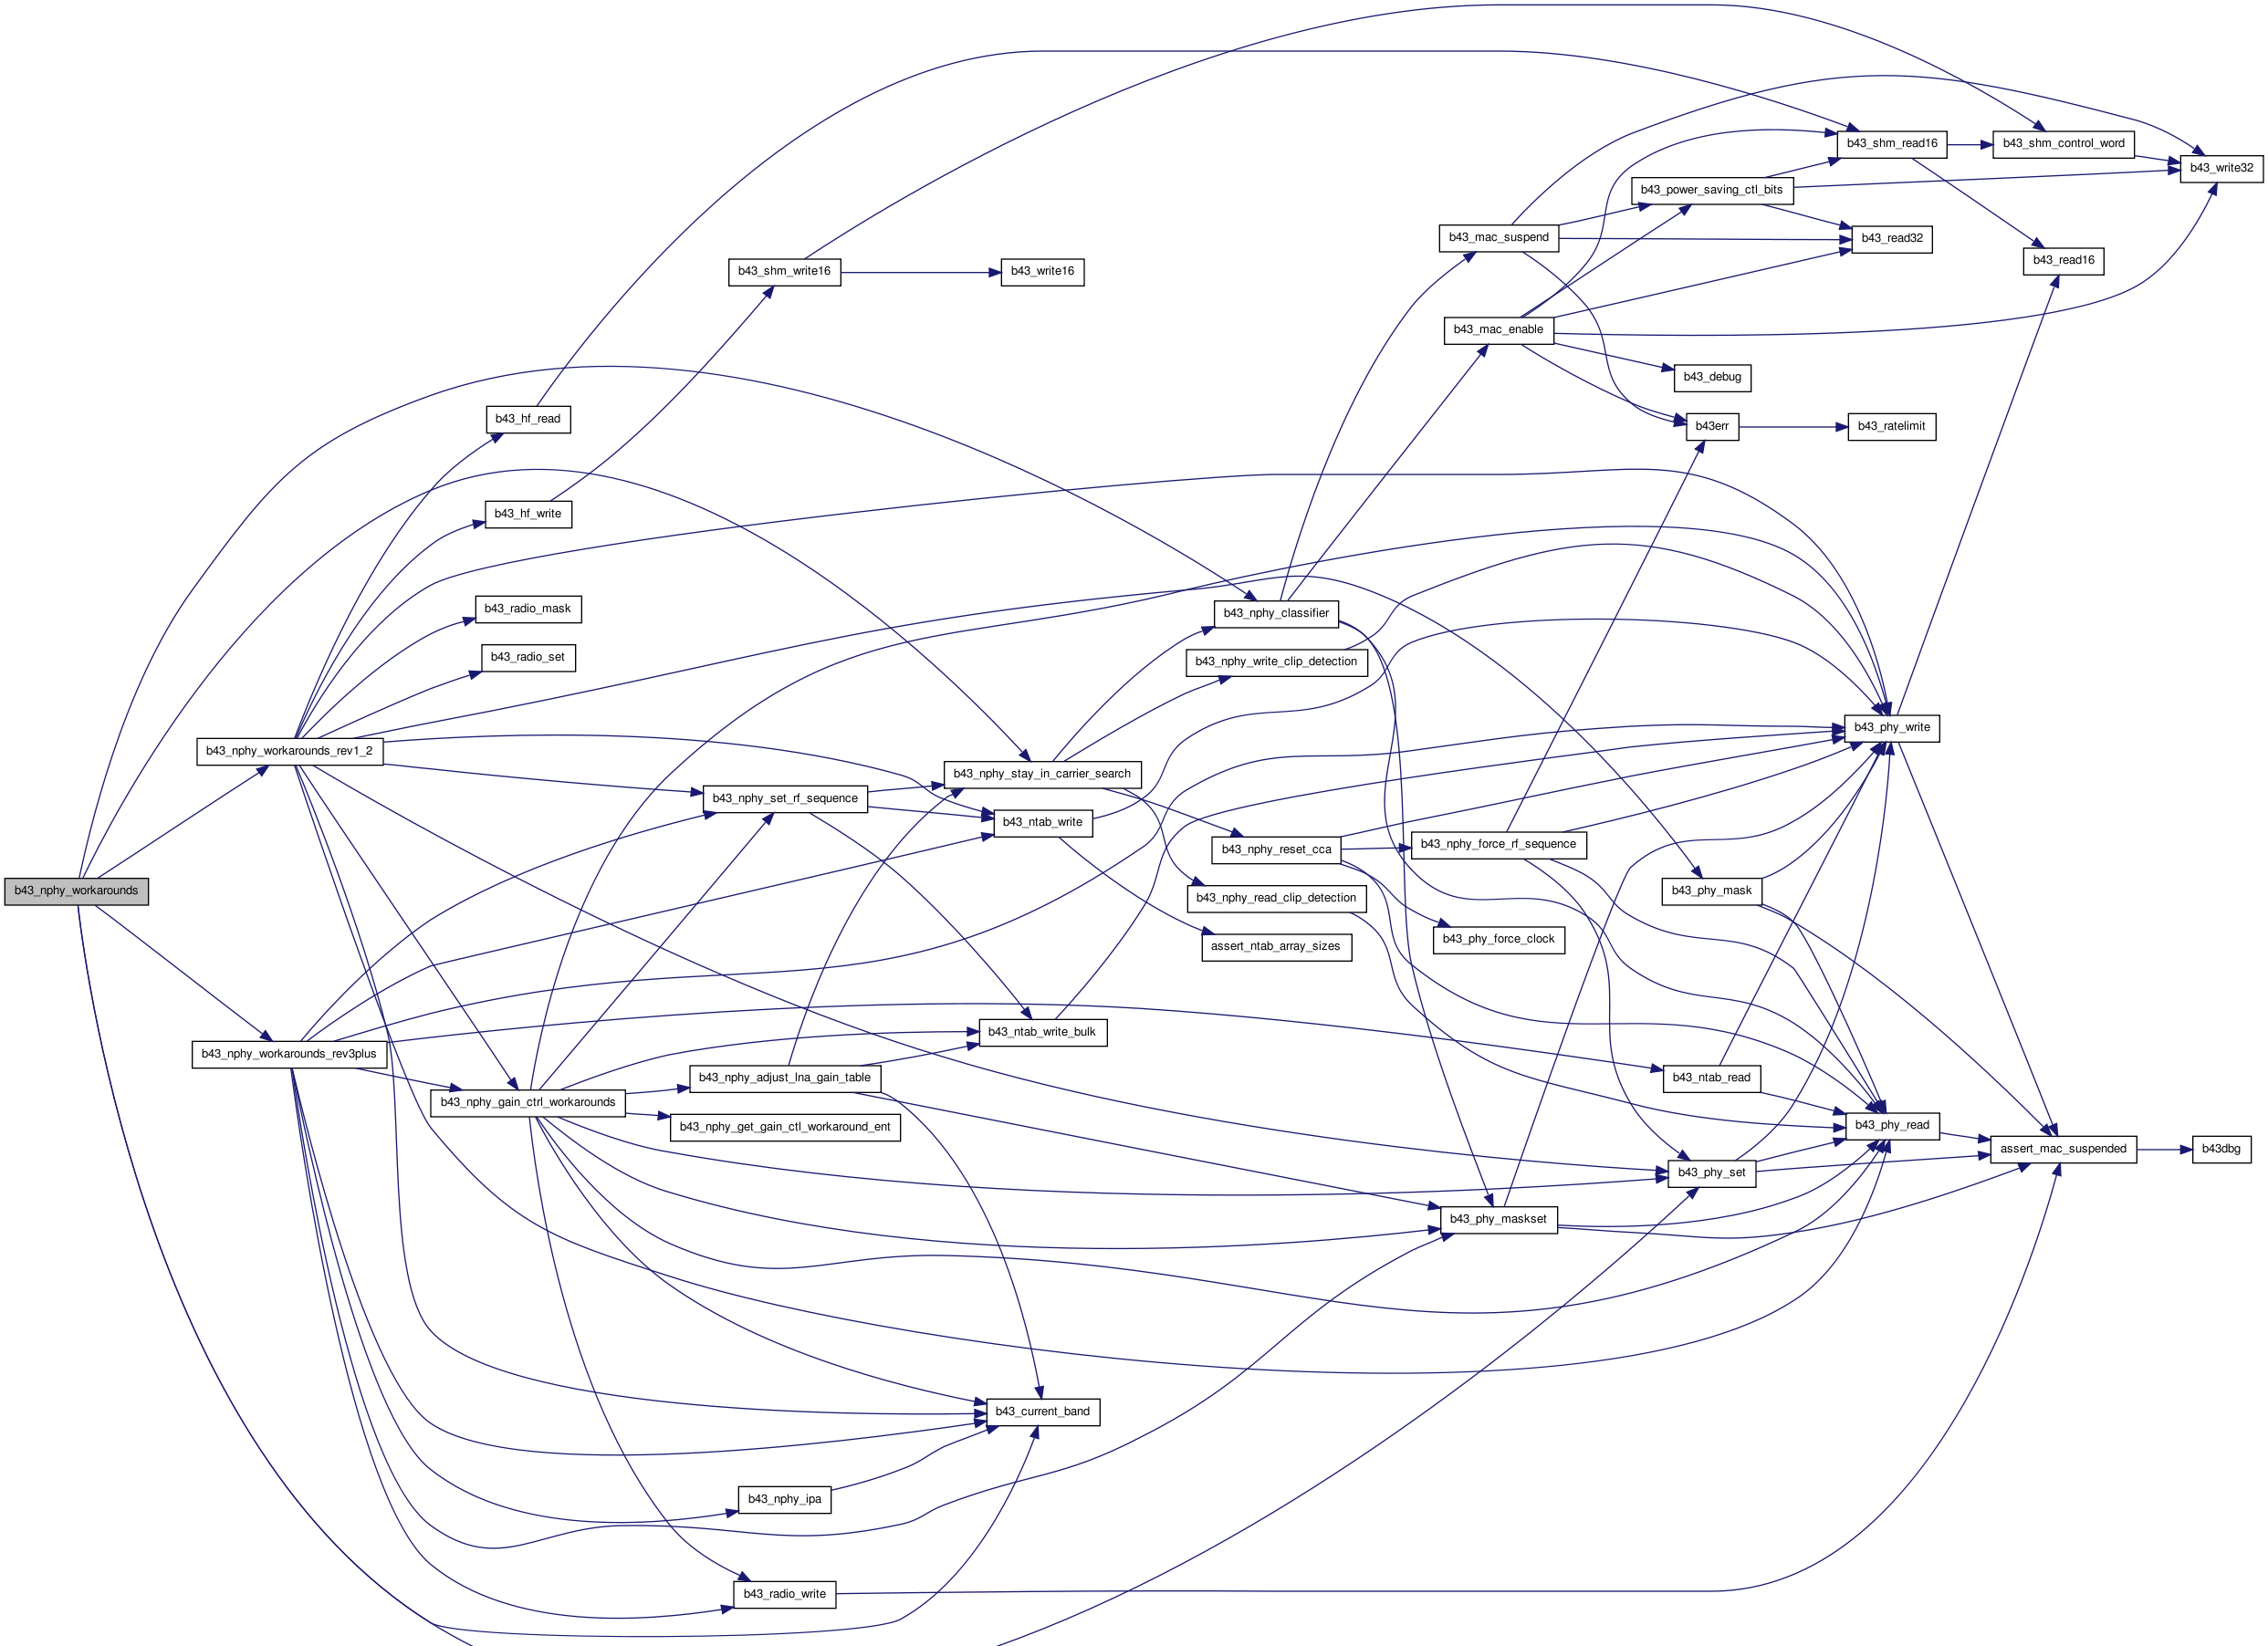 b43_nphy_workarounds
b43_nphy_workarounds_rev1_2
b43_nphy_workarounds_rev3plus
b43_hf_read
b43_hf_write
b43_radio_mask
b43_radio_set
b43_nphy_gain_ctrl_workarounds
b43_shm_write16
b43_nphy_set_rf_sequence
b43_nphy_adjust_lna_gain_table
b43_nphy_get_gain_ctl_workaround_ent
b43_nphy_ipa
b43_radio_write
b43_write16
b43_nphy_stay_in_carrier_search
b43_ntab_write
b43_ntab_write_bulk
b43_current_band
b43_nphy_classifier
b43_nphy_write_clip_detection
b43_nphy_reset_cca
b43_nphy_read_clip_detection
assert_ntab_array_sizes
b43_mac_suspend
b43_mac_enable
b43_nphy_force_rf_sequence
b43_phy_force_clock
b43_phy_maskset
b43_power_saving_ctl_bits
b43_debug
b43err
b43_phy_mask
b43_ntab_read
b43_phy_set
b43_shm_read16
b43_read32
b43_ratelimit
b43_phy_write
b43_phy_read
b43_shm_control_word
b43_read16
assert_mac_suspended
b43_write32
b43dbg